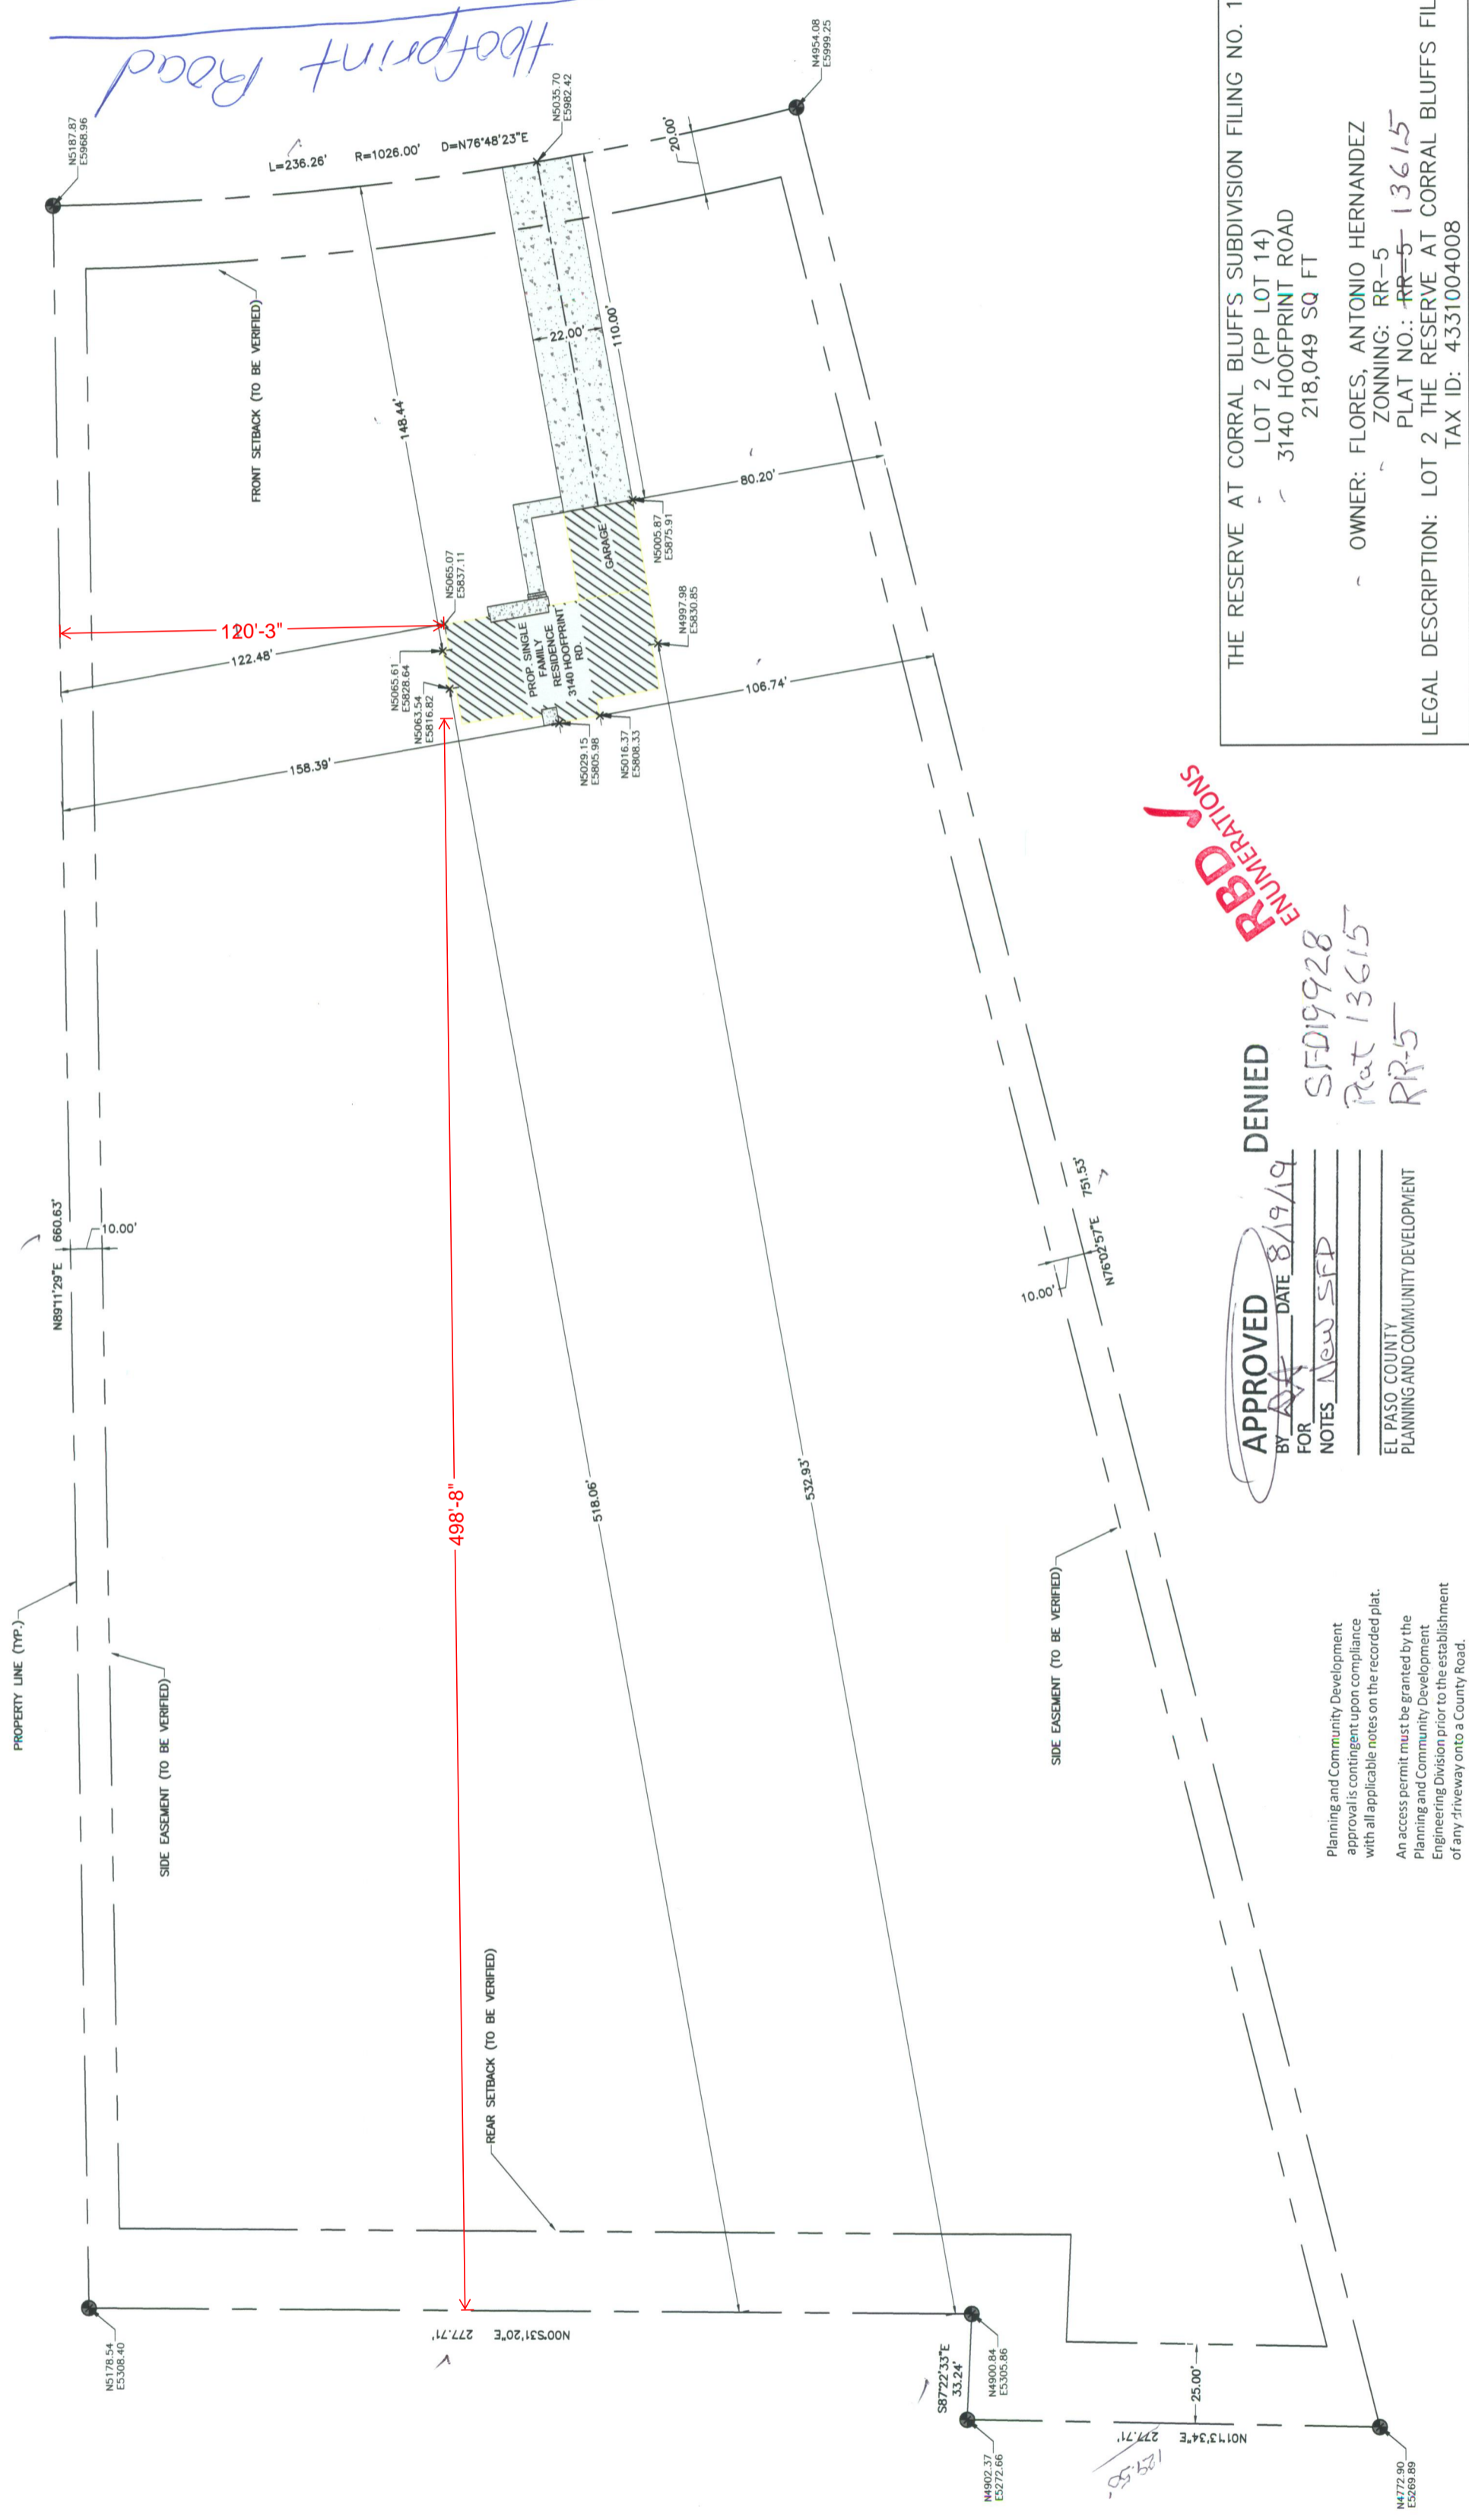 Hoofprint Road
N5187.87
E5968.96
L=236.26'
R=1026.00'
D=N76°48'23"E
N5035.70
E5982.42
N4954.08
E5999.25
20.00'
FRONT SETBACK (TO BE VERIFIED)
148.44'
22.00'
110.00'
80.20'
120'-3"
122.48'
N5065.07
E5837.11
N5065.61
E5828.64
N5063.54
E5816.82
PROP. SINGLE
FAMILY
RESIDENCE
3140 HOOFPRINT
RD.
GARAGE
N5005.87
E5875.91
N4997.98
E5830.85
106.74'
158.39'
N5029.15
E5805.98
N5016.37
E5808.33
N89°11'29"E 660.63'
10.00'
498'-8"
518.06'
532.93'
10.00'
N76°02'57"E 751.53'
PROPERTY LINE (TYP.)
SIDE EASEMENT (TO BE VERIFIED)
SIDE EASEMENT (TO BE VERIFIED)
REAR SETBACK (TO BE VERIFIED)
N5178.54
E5308.40
N00°S31'20"E 277.71'
S87°22'33"E
33.24'
N4900.84
E5305.86
N4902.37
E5272.66
25.00'
N01°13'34"E 277.71'
129.50-
N4772.90
E5269.89
THE RESERVE AT CORRAL BLUFFS SUBDIVISION FILING NO. 1
LOT 2 (PP LOT 14)
3140 HOOFPRINT ROAD
218,049 SQ FT
OWNER: FLORES, ANTONIO HERNANDEZ
ZONNING: RR-5
PLAT NO.: RR-5 13615
LEGAL DESCRIPTION: LOT 2 THE RESERVE AT CORRAL BLUFFS FIL
TAX ID: 4331004008
RBD
ENUMERATIONS
APPROVED DENIED
BY DATE 8/19/19
FOR
NOTES New SFD
SFD19928
Plat 13615
RR-5
EL PASO COUNTY
PLANNING AND COMMUNITY DEVELOPMENT
Planning and Community Development
approval is contingent upon compliance
with all applicable notes on the recorded plat.
An access permit must be granted by the
Planning and Community Development
Engineering Division prior to the establishment
of any driveway onto a County Road.